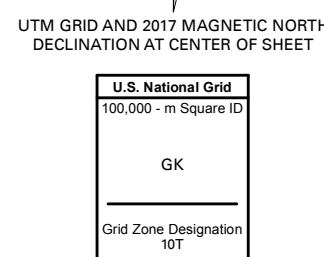 UTM GRID AND 2017 MAGNETIC NORTH
DECLINATION AT CENTER OF SHEET
U.S. National Grid
100,000 - m Square ID
GK
Grid Zone Designation
10T